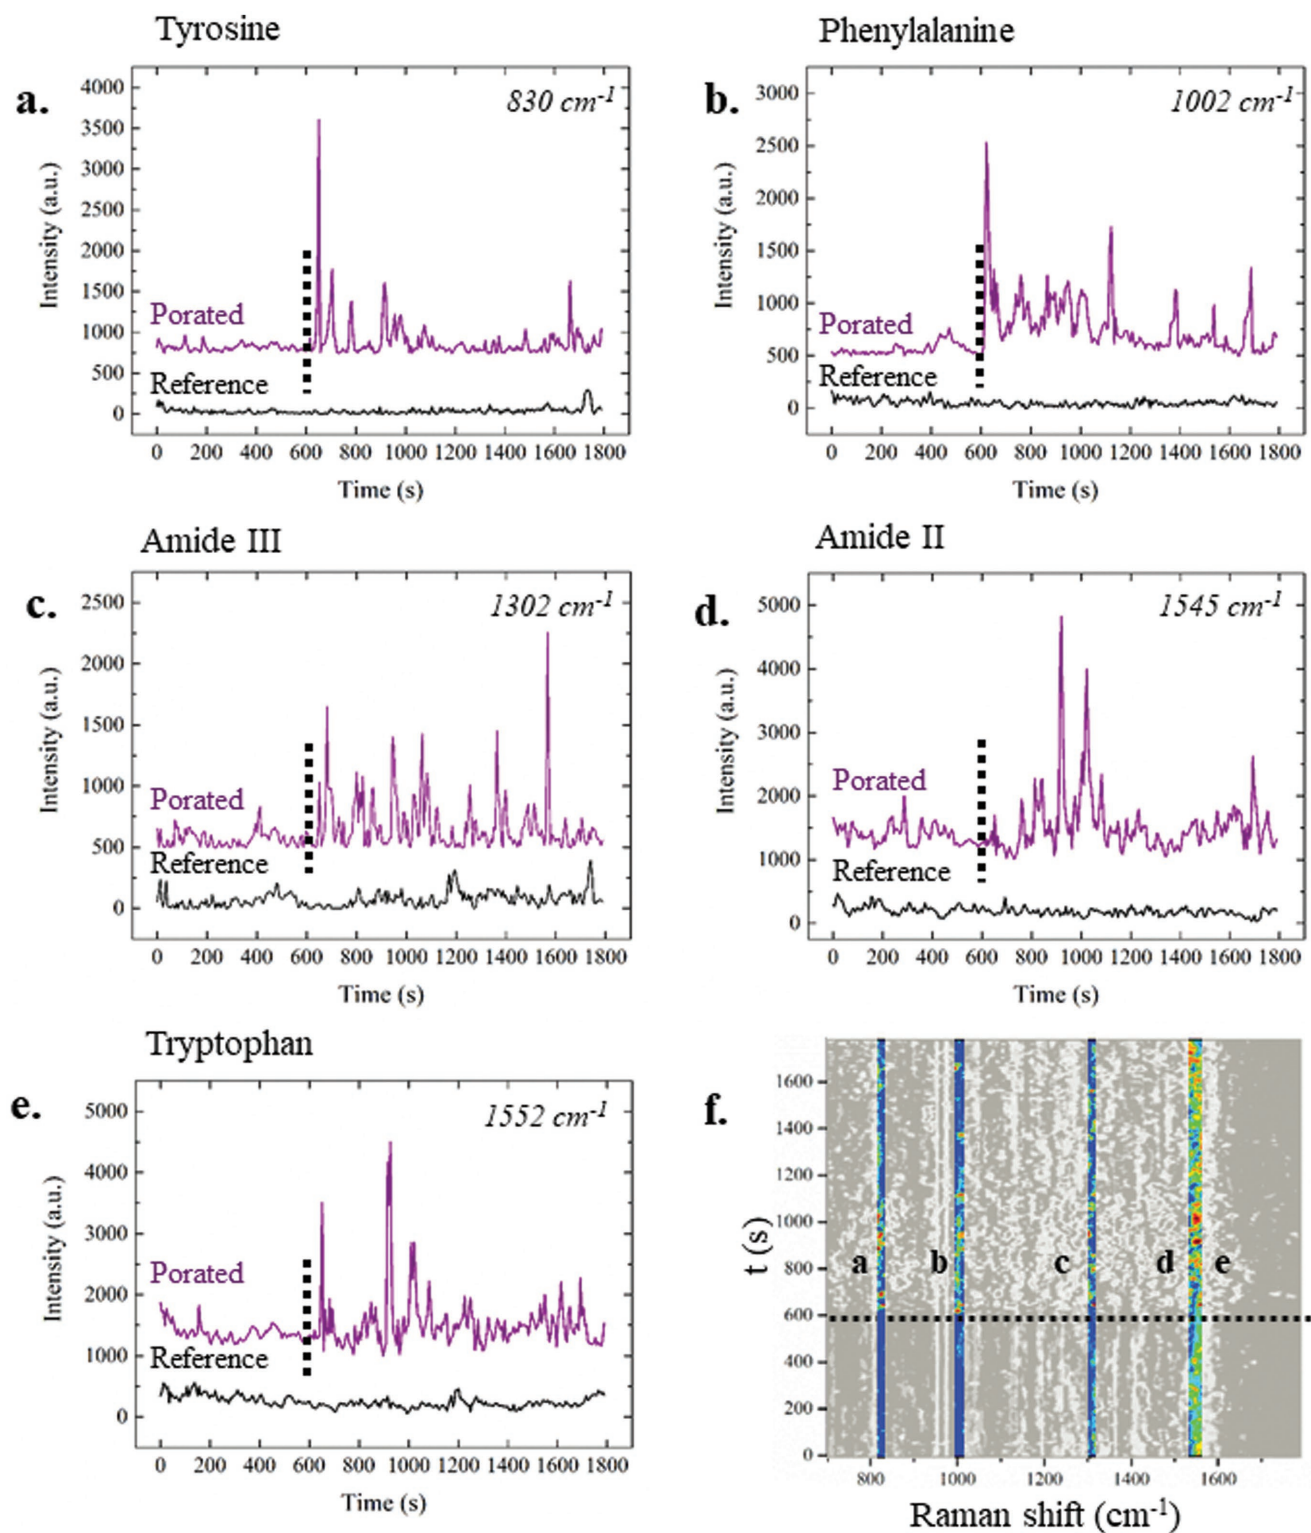 Tyrosine
a.
830 cm-1
Intensity (a.u.)
4000
3500
3000
2500
2000
1500
1000
500
0
Porated
Reference
0 200 400 600 800 1000 1200 1400 1600 1800
Time (s)
Phenylalanine
b.
1002 cm-1
Intensity (a.u.)
3000
2500
2000
1500
1000
500
0
Porated
Reference
0 200 400 600 800 1000 1200 1400 1600 1800
Time (s)
Amide III
c.
1302 cm-1
Intensity (a.u.)
2500
2000
1500
1000
500
0
Porated
Reference
0 200 400 600 800 1000 1200 1400 1600 1800
Time (s)
Amide II
d.
1545 cm-1
Intensity (a.u.)
5000
4000
3000
2000
1000
0
Porated
Reference
0 200 400 600 800 1000 1200 1400 1600 1800
Time (s)
Tryptophan
e.
1552 cm-1
Intensity (a.u.)
5000
4000
3000
2000
1000
0
Porated
Reference
0 200 400 600 800 1000 1200 1400 1600 1800
Time (s)
f.
t (s)
1600
1400
1200
1000
800
600
400
200
0
a b c d e
800 1000 1200 1400 1600
Raman shift (cm-1)